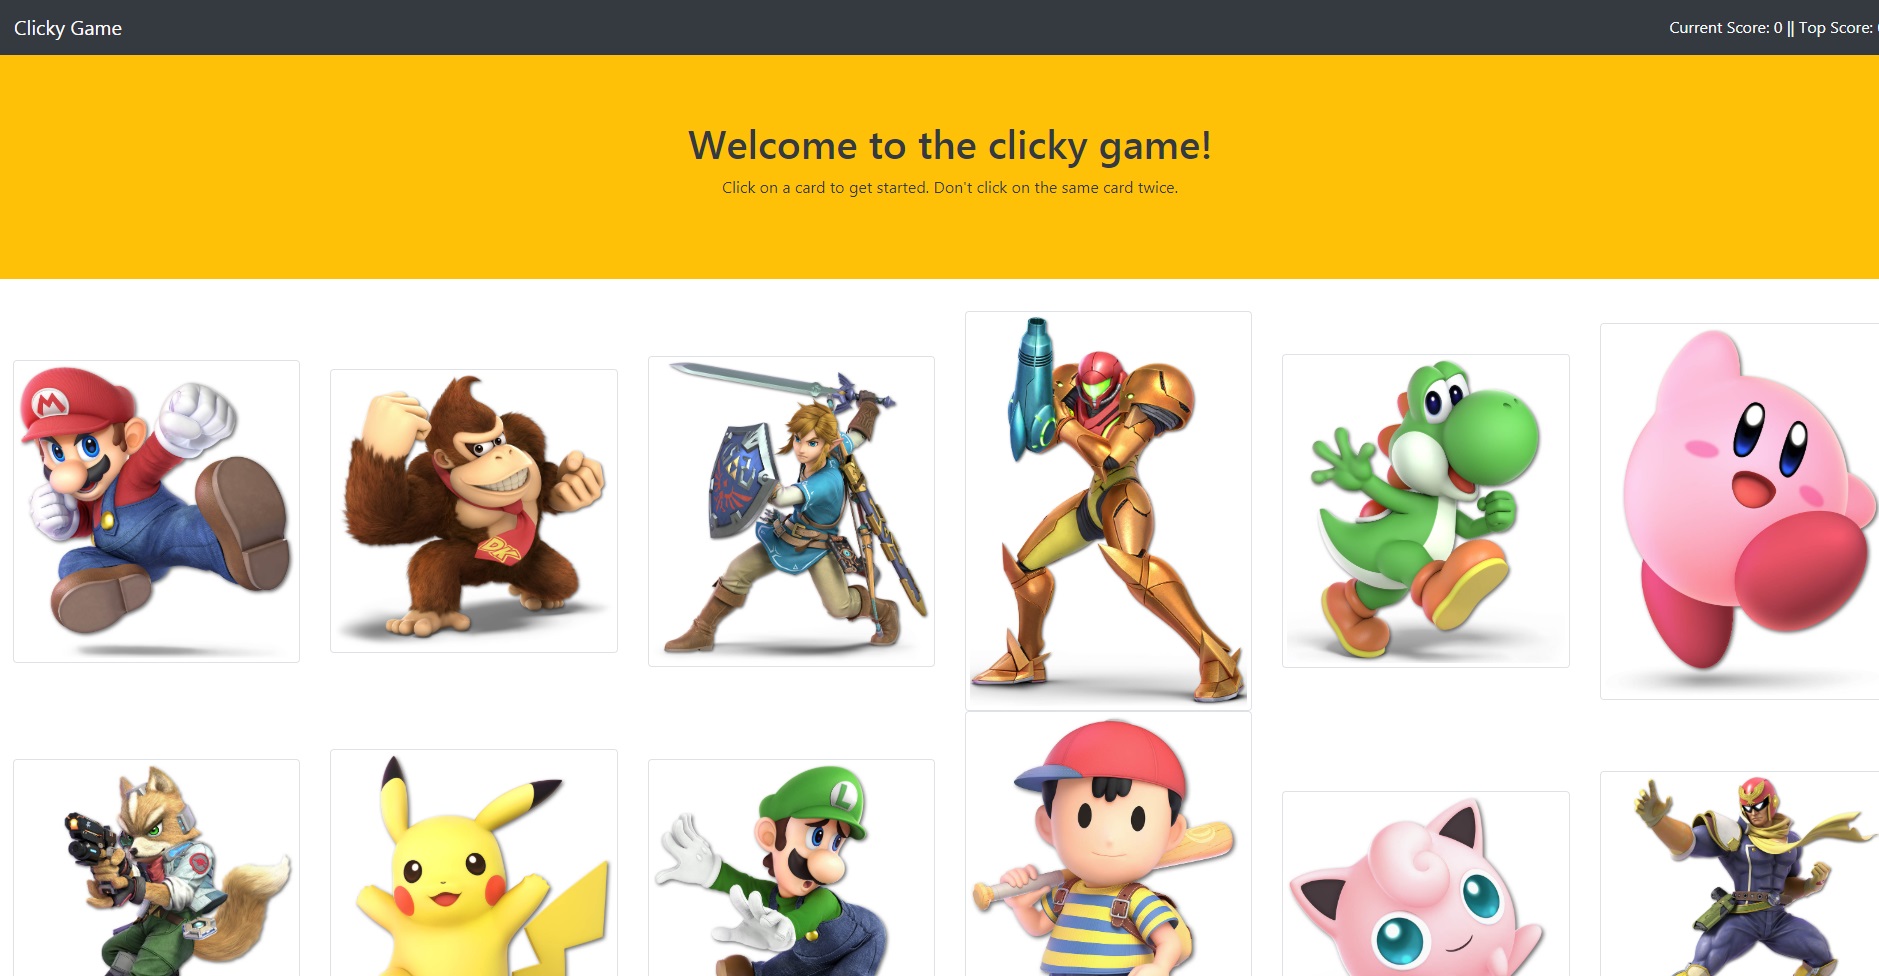 Clicky Game
Current Score: 0 || Top Score:
Welcome to the clicky game!
Click on a card to get started. Don't click on the same card twice.
M
DK
L